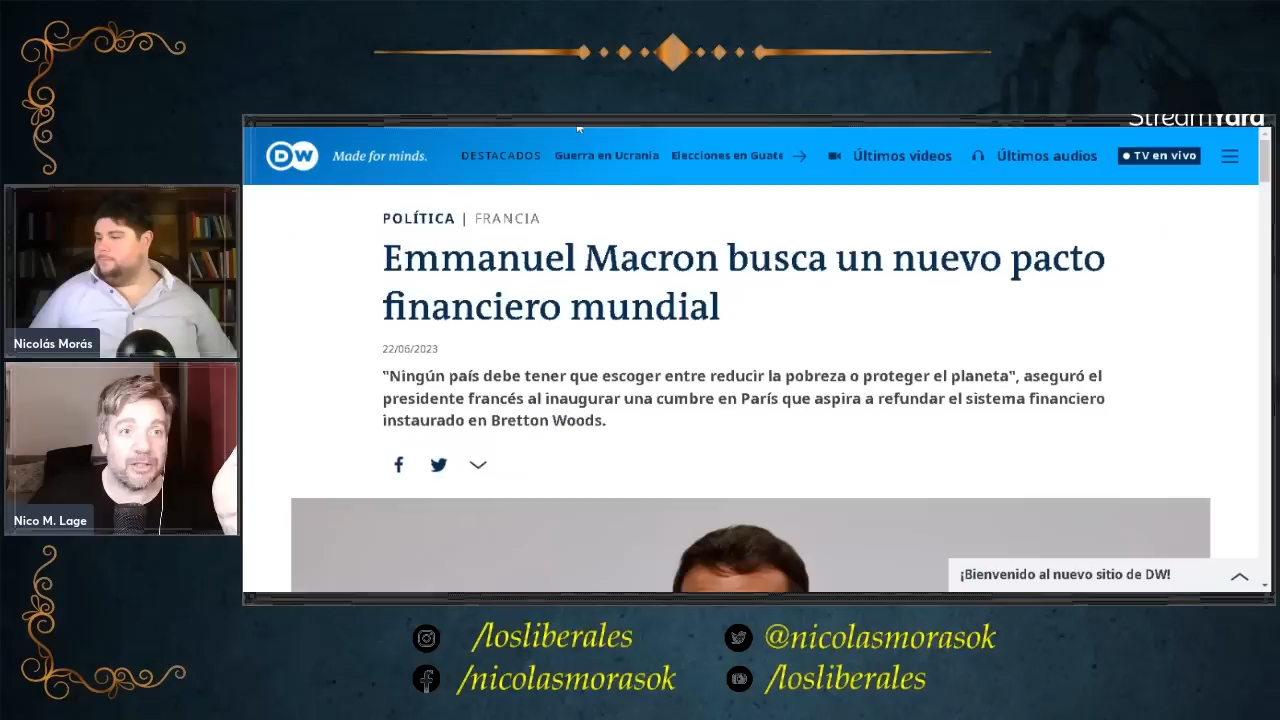 StreamYard
DW Made for minds. DESTACADOS Guerra en Ucrania Elecciones en Guate Últimos videos Últimos audios TV en vivo
POLÍTICA | FRANCIA
Emmanuel Macron busca un nuevo pacto
financiero mundial
22/06/2023
"Ningún país debe tener que escoger entre reducir la pobreza o proteger el planeta", aseguró el
presidente francés al inaugurar una cumbre en París que aspira a refundar el sistema financiero
instaurado en Bretton Woods.
¡Bienvenido al nuevo sitio de DW!
Nicolás Morás
Nico M. Lage
/losliberales
@nicolasmorasok
/nicolasmorasok
/losliberales